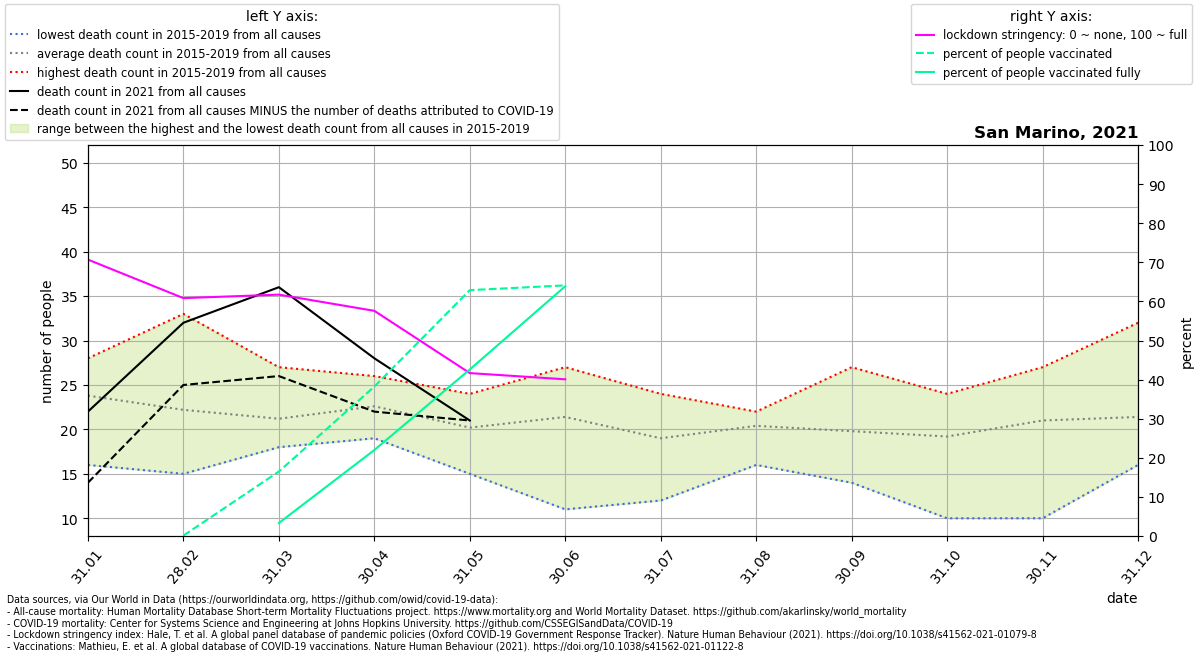 left Y axis:
lowest death count in 2015-2019 from all causes
average death count in 2015-2019 from all causes
highest death count in 2015-2019 from all causes
death count in 2021 from all causes
death count in 2021 from all causes MINUS the number of deaths attributed to COVID-19
range between the highest and the lowest death count from all causes in 2015-2019
right Y axis:
lockdown stringency: 0 ~ none, 100 ~ full
percent of people vaccinated
percent of people vaccinated fully
San Marino, 2021
number of people
50
45
40
35
30
25
20
15
10
100
90
80
70
60
50
40
30
20
10
0
percent
31.01
28.02
31.03
30.04
31.05
30.06
31.07
31.08
30.09
31.10
30.11
31.12
date
Data sources, via Our World in Data (https://ourworldindata.org, https://github.com/owid/covid-19-data):
- All-cause mortality: Human Mortality Database Short-term Mortality Fluctuations project. https://www.mortality.org and World Mortality Dataset. https://github.com/akarlinsky/world_mortality
- COVID-19 mortality: Center for Systems Science and Engineering at Johns Hopkins University. https://github.com/CSSEGISandData/COVID-19
- Lockdown stringency index: Hale, T. et al. A global panel database of pandemic policies (Oxford COVID-19 Government Response Tracker). Nature Human Behaviour (2021). https://doi.org/10.1038/s41562-021-01079-8
- Vaccinations: Mathieu, E. et al. A global database of COVID-19 vaccinations. Nature Human Behaviour (2021). https://doi.org/10.1038/s41562-021-01122-8